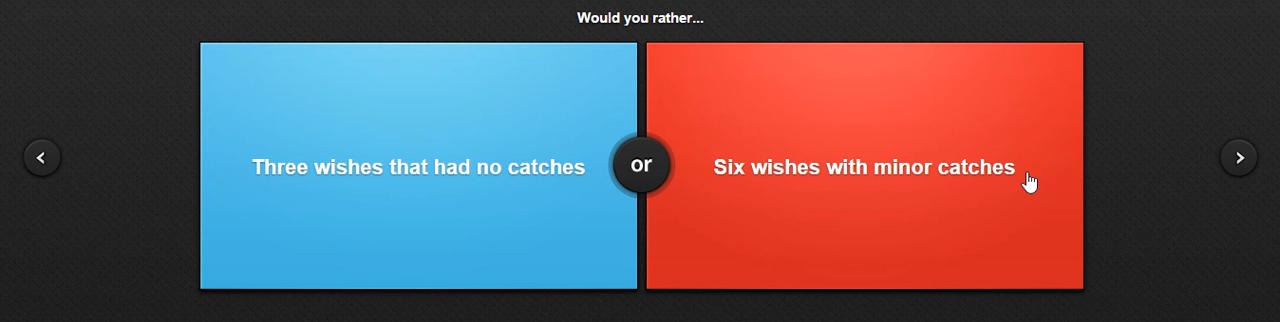 Would you rather...
Three wishes that had no catches
or
Six wishes with minor catches